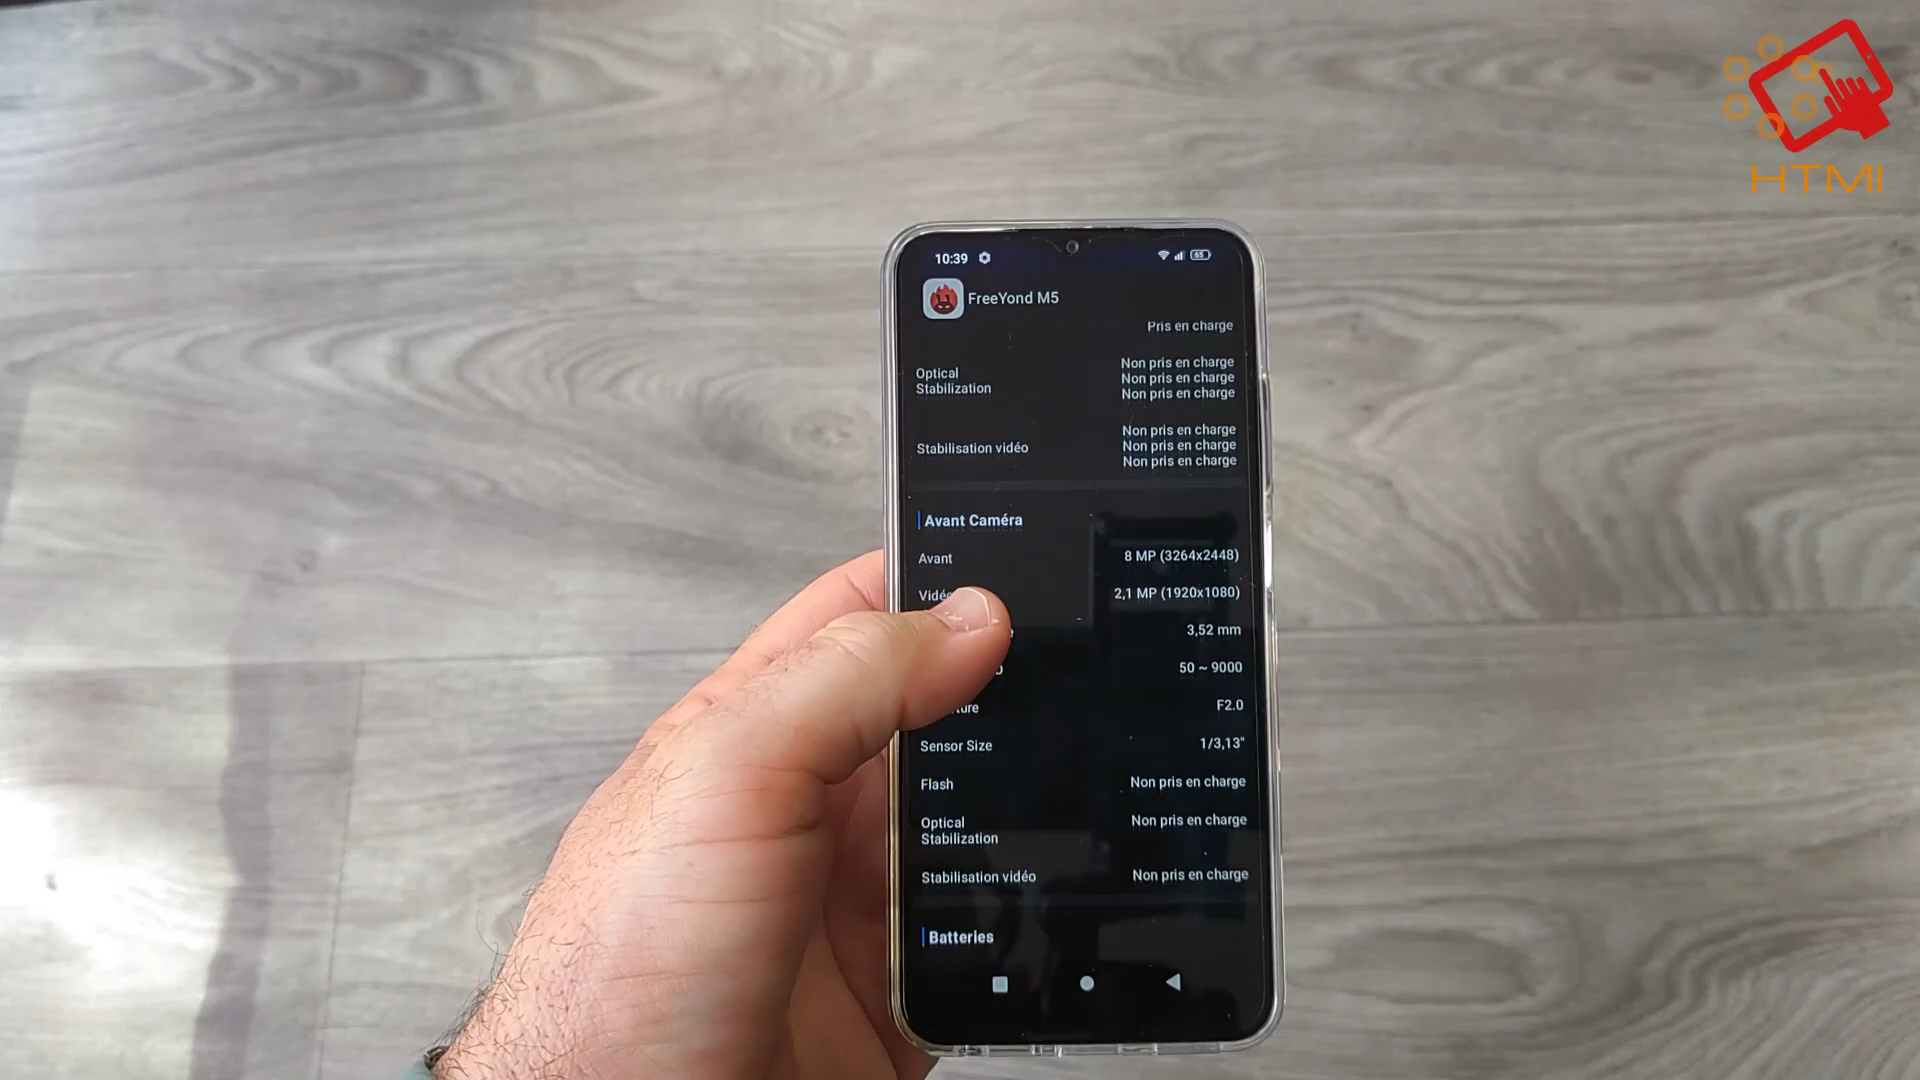 HTMI
10:39
65
FreeYond M5
Pris en charge
Optical
Stabilization
Non pris en charge
Non pris en charge
Non pris en charge
Stabilisation vidéo
Non pris en charge
Non pris en charge
Non pris en charge
Avant Caméra
Avant 8 MP (3264x2448)
2,1 MP (1920x1080)
3,52 mm
50 ~ 9000
F2.0
Sensor Size 1/3,13"
Flash Non pris en charge
Optical
Stabilization
Non pris en charge
Stabilisation vidéo Non pris en charge
Batteries